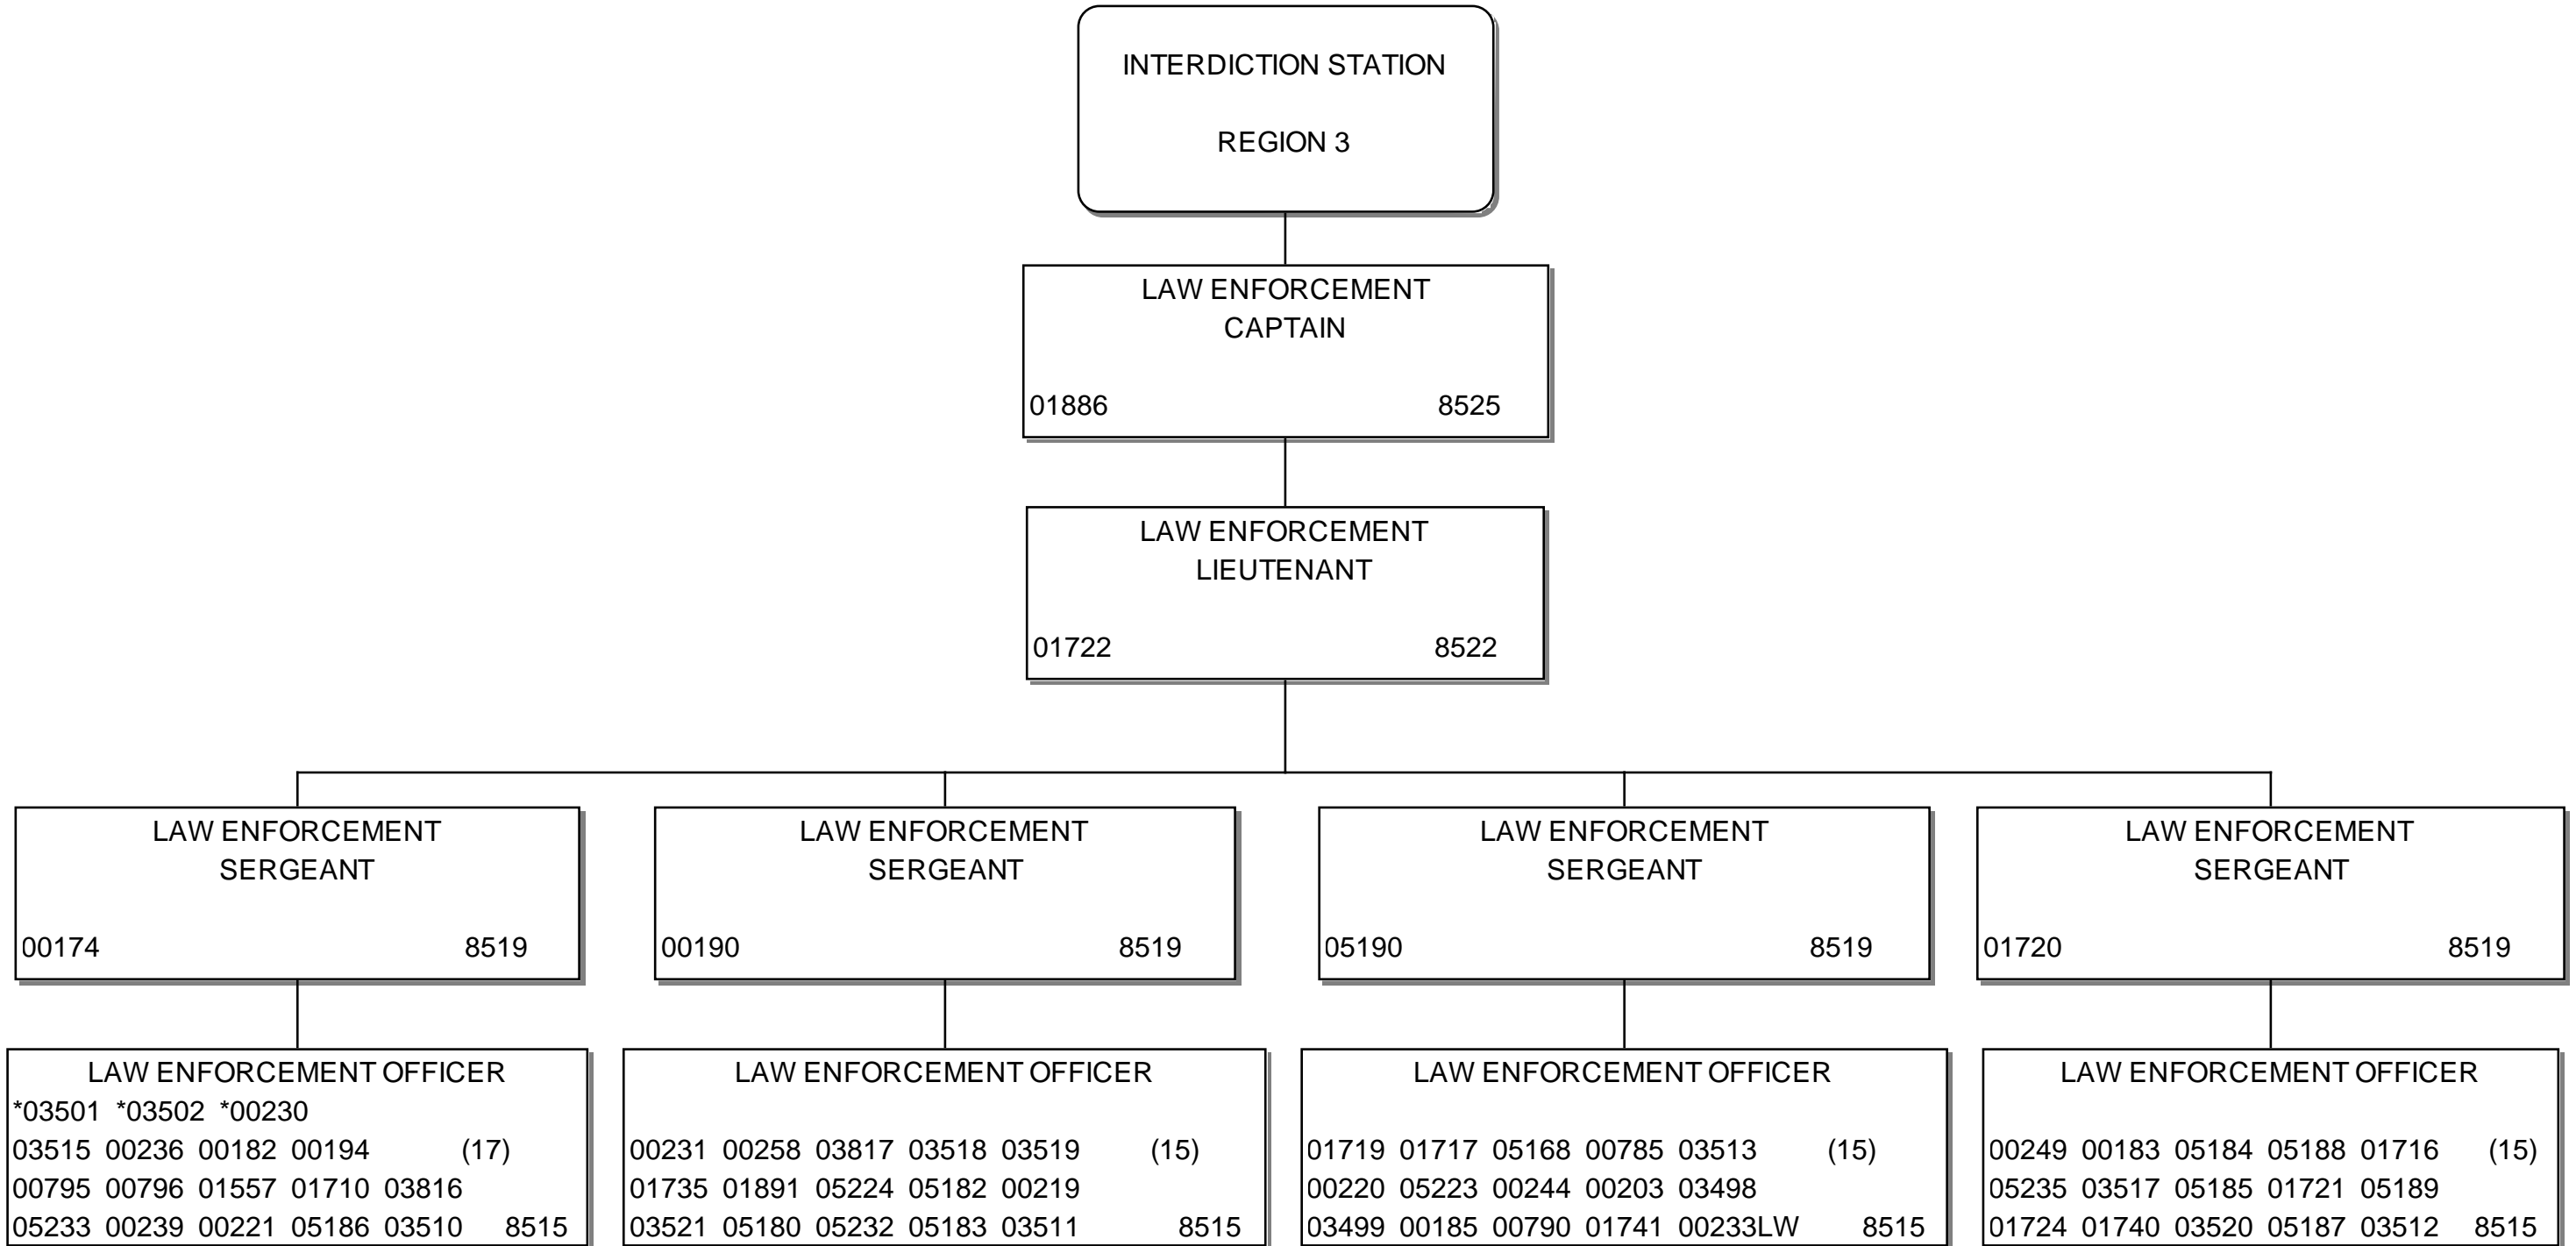 INTERDICTION STATION
REGION 3
LAW ENFORCEMENT
CAPTAIN
01886 8525
LAW ENFORCEMENT
LIEUTENANT
01722 8522
LAW ENFORCEMENT
SERGEANT
00174 8519
LAW ENFORCEMENT
SERGEANT
00190 8519
LAW ENFORCEMENT
SERGEANT
05190 8519
LAW ENFORCEMENT
SERGEANT
01720 8519
LAW ENFORCEMENT OFFICER
*03501 *03502 *00230
03515 00236 00182 00194 (17)
00795 00796 01557 01710 03816
05233 00239 00221 05186 03510 8515
LAW ENFORCEMENT OFFICER
00231 00258 03817 03518 03519 (15)
01735 01891 05224 05182 00219
03521 05180 05232 05183 03511 8515
LAW ENFORCEMENT OFFICER
01719 01717 05168 00785 03513 (15)
00220 05223 00244 00203 03498
03499 00185 00790 01741 00233LW 8515
LAW ENFORCEMENT OFFICER
00249 00183 05184 05188 01716 (15)
05235 03517 05185 01721 05189
01724 01740 03520 05187 03512 8515